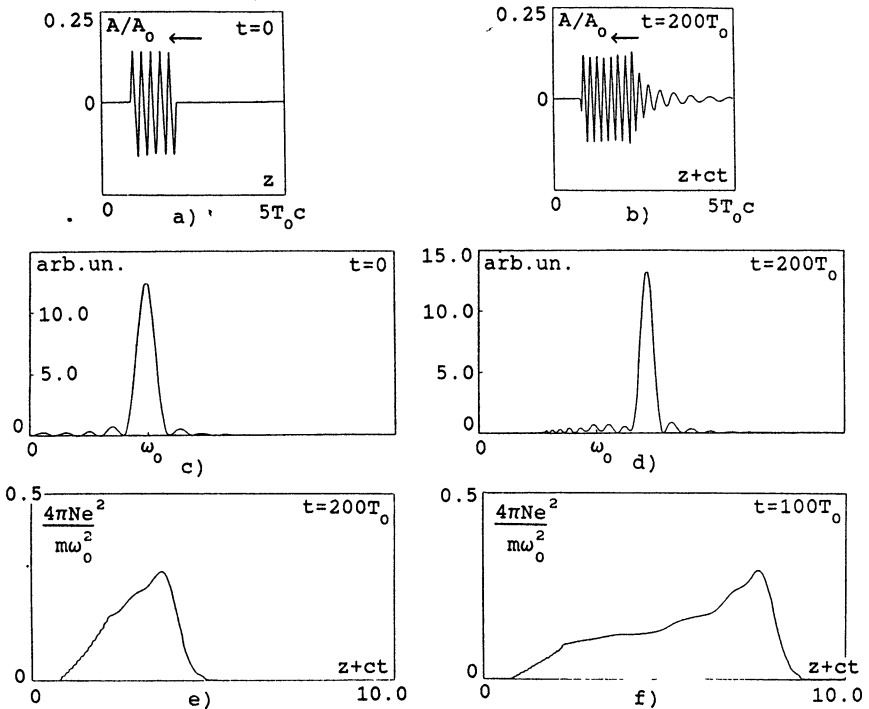 0.25 A/A₀ ← t=0
0
z
0 5T₀c
a)
0.25 A/A₀ ← t=200T₀
0
z+ct
0 5T₀c
b)
arb.un. t=0
10.0
5.0
0
0 ω₀
c)
15.0 arb.un. t=200T₀
10.0
5.0
0
0 ω₀
d)
0.5 t=200T₀
4πNe²
mω₀²
0 z+ct
0 10.0
e)
0.5 t=100T₀
4πNe²
mω₀²
0 z+ct
0 10.0
f)